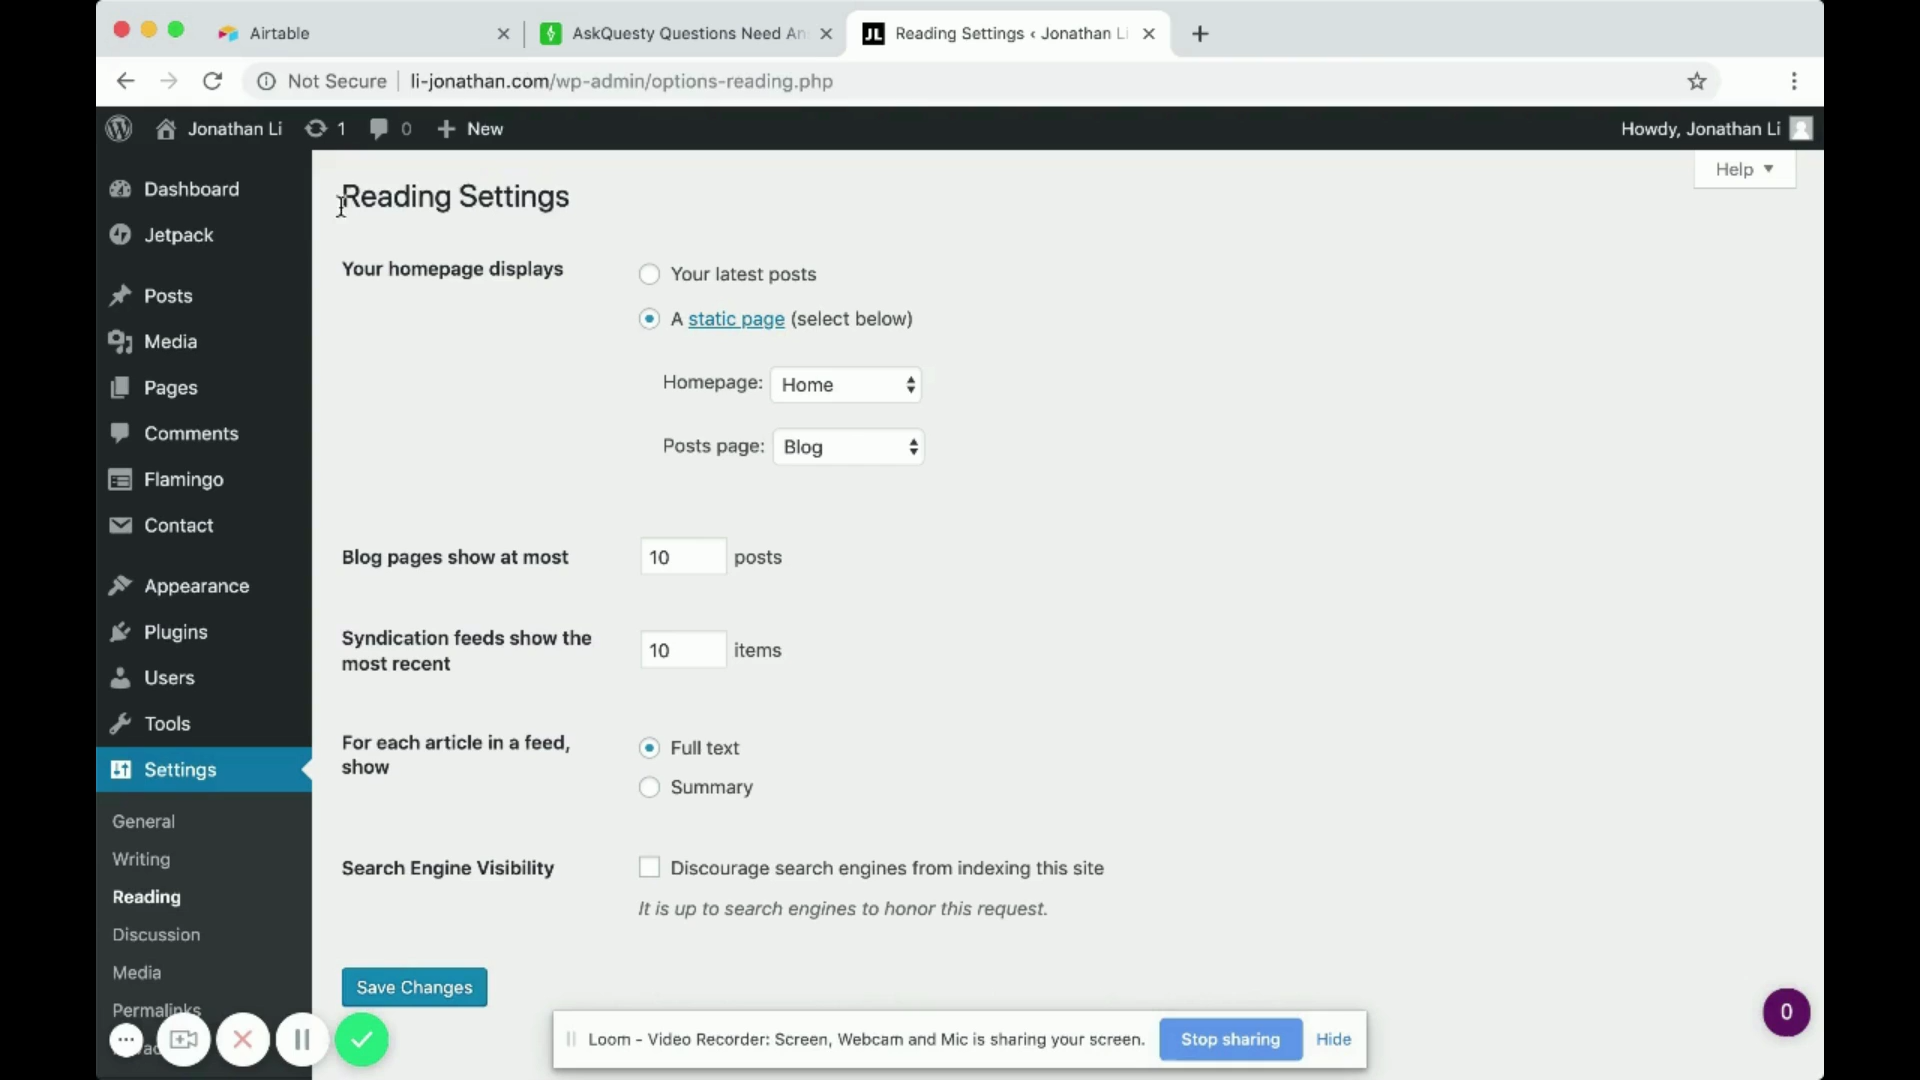 Airtable
AskQuesty Questions Need An
JL Reading Settings ‹ Jonathan Li
Not Secure li-jonathan.com/wp-admin/options-reading.php
Jonathan Li 1 0 + New Howdy, Jonathan Li
Help ▼
Dashboard
Jetpack
Posts
Media
Pages
Comments
Flamingo
Contact
Appearance
Plugins
Users
Tools
Settings
General
Writing
Reading
Discussion
Media
Permalinks
Reading Settings
Your homepage displays
Your latest posts
A static page (select below)
Homepage: Home
Posts page: Blog
Blog pages show at most 10 posts
Syndication feeds show the
most recent
10 items
For each article in a feed,
show
Full text
Summary
Search Engine Visibility
Discourage search engines from indexing this site
It is up to search engines to honor this request.
Save Changes
Loom - Video Recorder: Screen, Webcam and Mic is sharing your screen. Stop sharing Hide
0